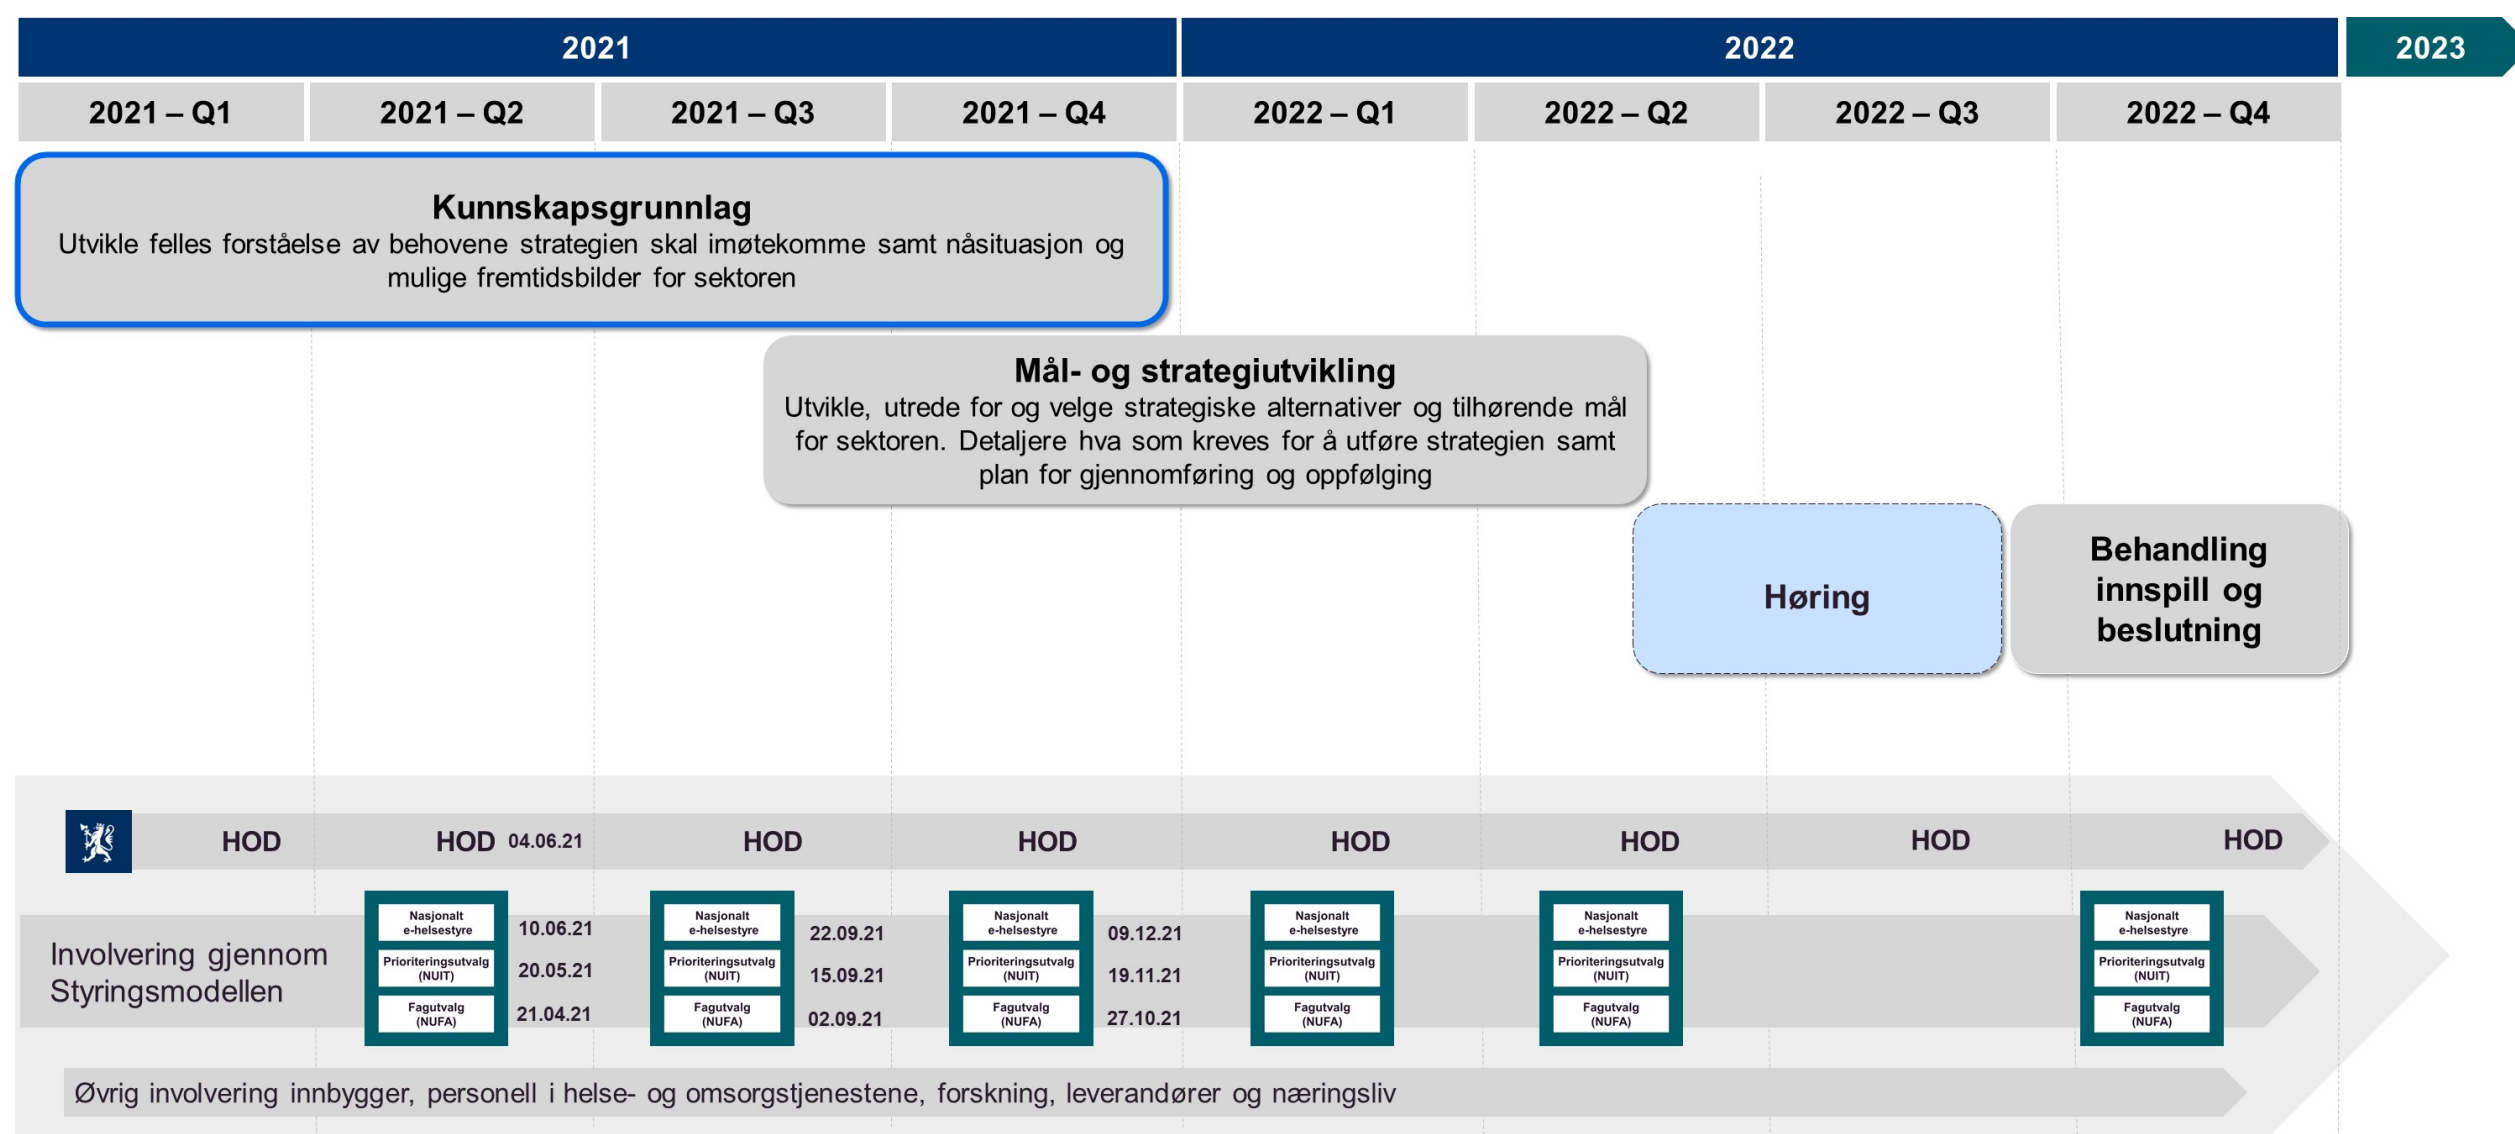 2021
2022
2023
2021 – Q1
2021 – Q2
2021 – Q3
2021 – Q4
2022 – Q1
2022 – Q2
2022 – Q3
2022 – Q4
Kunnskapsgrunnlag
Utvikle felles forståelse av behovene strategien skal imøtekomme samt nåsituasjon og
mulige fremtidsbilder for sektoren
Mål- og strategiutvikling
Utvikle, utrede for og velge strategiske alternativer og tilhørende mål
for sektoren. Detaljere hva som kreves for å utføre strategien samt
plan for gjennomføring og oppfølging
Høring
Behandling
innspill og
beslutning
HOD
HOD 04.06.21
HOD
HOD
HOD
HOD
HOD
HOD
Involvering gjennom
Styringsmodellen
Nasjonalt
e-helsestyre
10.06.21
Prioriteringsutvalg
(NUIT)
20.05.21
Fagutvalg
(NUFA)
21.04.21
Nasjonalt
e-helsestyre
22.09.21
Prioriteringsutvalg
(NUIT)
15.09.21
Fagutvalg
(NUFA)
02.09.21
Nasjonalt
e-helsestyre
09.12.21
Prioriteringsutvalg
(NUIT)
19.11.21
Fagutvalg
(NUFA)
27.10.21
Nasjonalt
e-helsestyre
Prioriteringsutvalg
(NUIT)
Fagutvalg
(NUFA)
Nasjonalt
e-helsestyre
Prioriteringsutvalg
(NUIT)
Fagutvalg
(NUFA)
Nasjonalt
e-helsestyre
Prioriteringsutvalg
(NUIT)
Fagutvalg
(NUFA)
Øvrig involvering innbygger, personell i helse- og omsorgstjenestene, forskning, leverandører og næringsliv